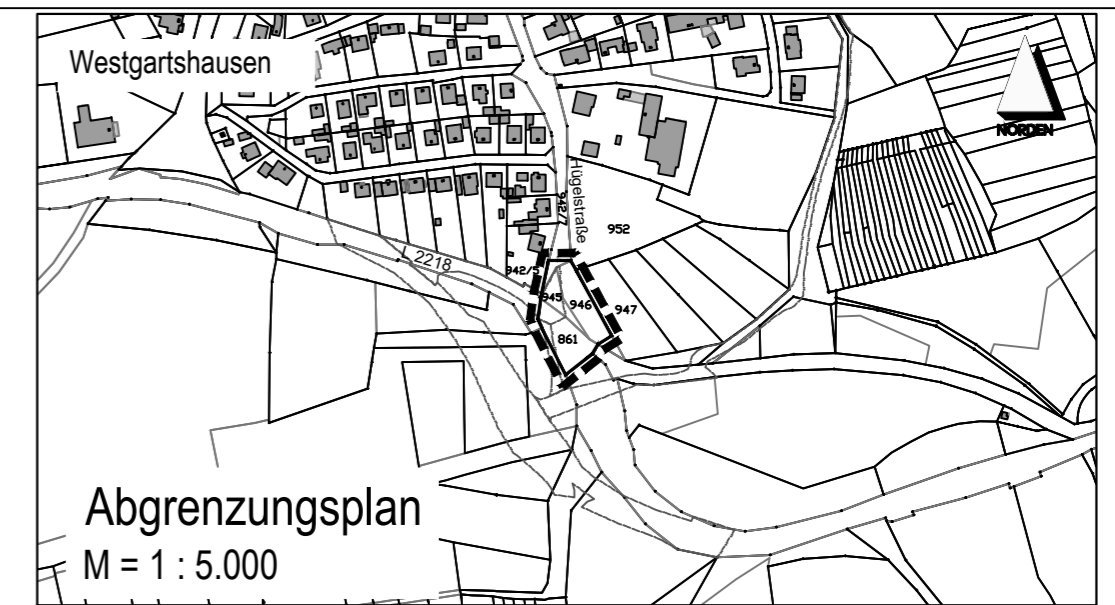 Westgartshausen
NORDEN
Hügelstraße
942/7
952
L 2218
942/5
945
946
947
861
Abgrenzungsplan
M = 1 : 5.000